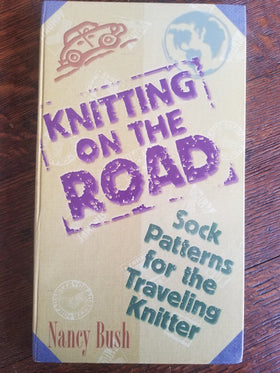 KNITTING
ON THE
ROAD
Sock
Patterns
for the
Traveling
Knitter
Nancy Bush